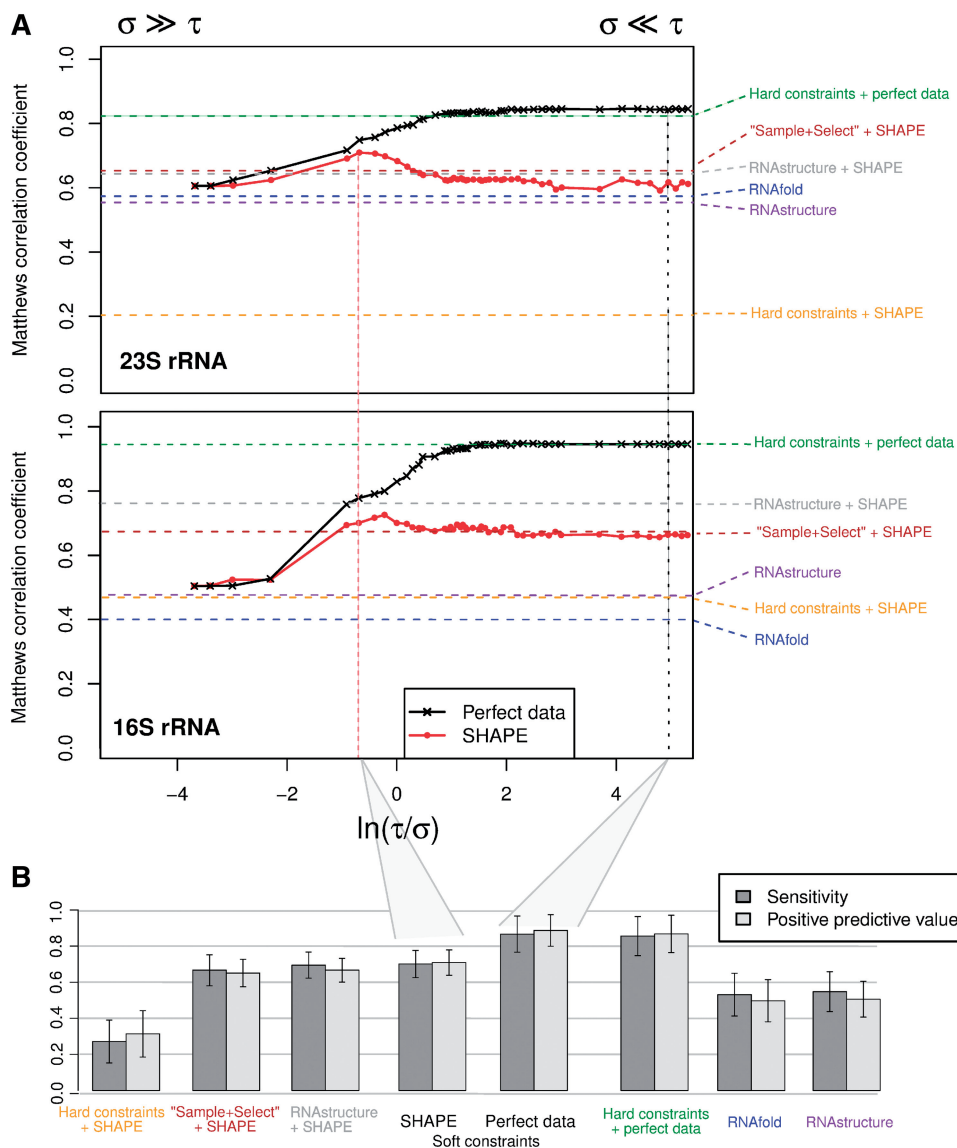 A
σ ≫ τ
σ ≪ τ
Matthews correlation coefficient
1.0
0.8
0.6
0.4
0.2
0.0
23S rRNA
Hard constraints + perfect data
"Sample+Select" + SHAPE
RNAstructure + SHAPE
RNAfold
RNAstructure
Hard constraints + SHAPE
Matthews correlation coefficient
1.0
0.8
0.6
0.4
0.2
0.0
16S rRNA
Perfect data
SHAPE
Hard constraints + perfect data
RNAstructure + SHAPE
"Sample+Select" + SHAPE
RNAstructure
Hard constraints + SHAPE
RNAfold
−4 −2 0 2 4
ln(τ/σ)
B
Sensitivity
Positive predictive value
1.0
0.8
0.6
0.4
0.2
0.0
Hard constraints
+ SHAPE
"Sample+Select"
+ SHAPE
RNAstructure
+ SHAPE
SHAPE
Perfect data
Soft constraints
Hard constraints
+ perfect data
RNAfold
RNAstructure